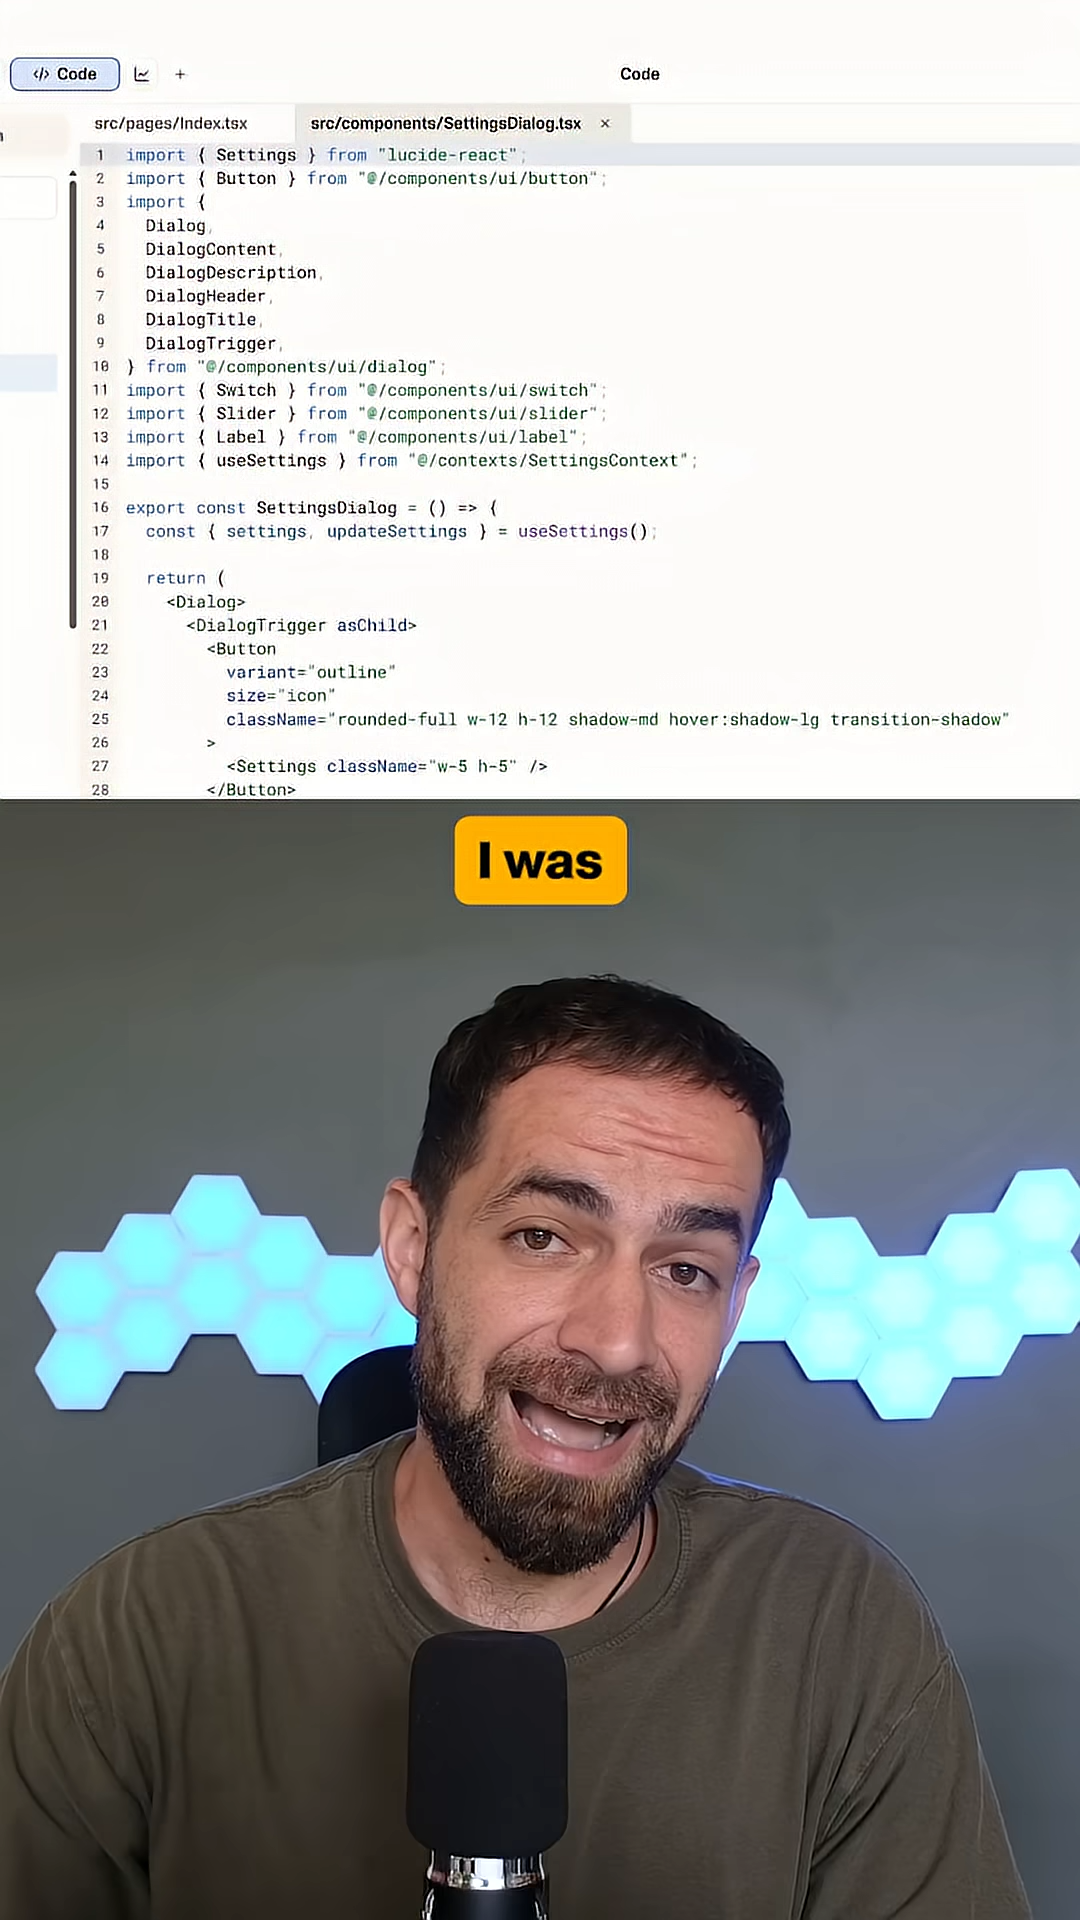 </> Code
+
Code
src/pages/Index.tsx
src/components/SettingsDialog.tsx ×
1 import { Settings } from "lucide-react";
2 import { Button } from "@/components/ui/button";
3 import {
4 Dialog,
5 DialogContent,
6 DialogDescription,
7 DialogHeader,
8 DialogTitle,
9 DialogTrigger,
10 } from "@/components/ui/dialog";
11 import { Switch } from "@/components/ui/switch";
12 import { Slider } from "@/components/ui/slider";
13 import { Label } from "@/components/ui/label";
14 import { useSettings } from "@/contexts/SettingsContext";
15
16 export const SettingsDialog = () => {
17 const { settings, updateSettings } = useSettings();
18
19 return (
20 <Dialog>
21 <DialogTrigger asChild>
22 <Button
23 variant="outline"
24 size="icon"
25 className="rounded-full w-12 h-12 shadow-md hover:shadow-lg transition-shadow"
26 >
27 <Settings className="w-5 h-5" />
28 </Button>
I was